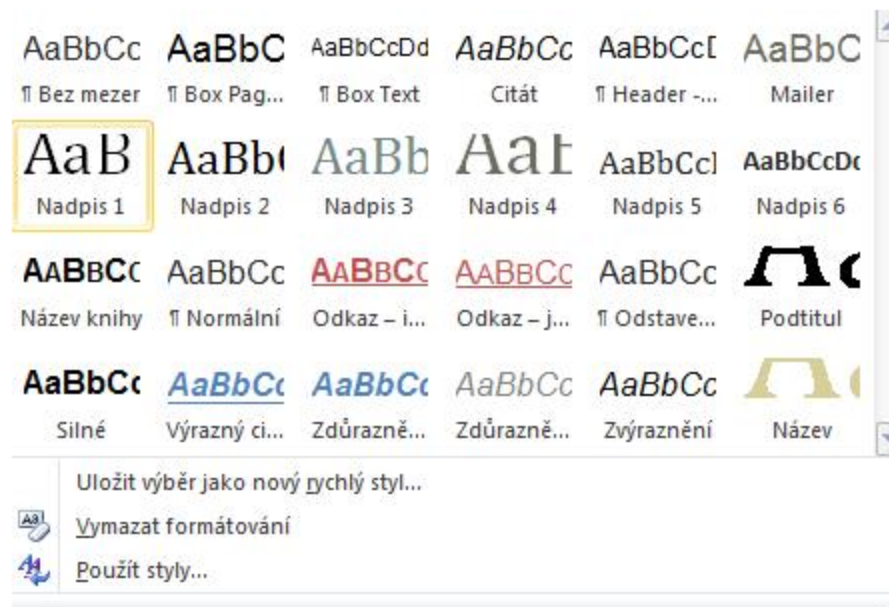 AaBbCc AaBbC AaBbCcDd AaBbCc AaBbCcD AaBbC
¶ Bez mezer ¶ Box Pag... ¶ Box Text Citát ¶ Header -... Mailer
AaB AaBb AaBb Aa AaBbCc AaBbCcDc
Nadpis 1 Nadpis 2 Nadpis 3 Nadpis 4 Nadpis 5 Nadpis 6
AABBCC AaBbCc AABBCC AABBCC AaBbCc
Název knihy ¶ Normální Odkaz – i... Odkaz – j... ¶ Odstave... Podtitul
AaBbCc AaBbCc AaBbCc AaBbCc AaBbCc
Silné Výrazný ci... Zdůrazně... Zdůrazně... Zvýraznění Název
Uložit výběr jako nový rychlý styl...
Vymazat formátování
Použít styly...